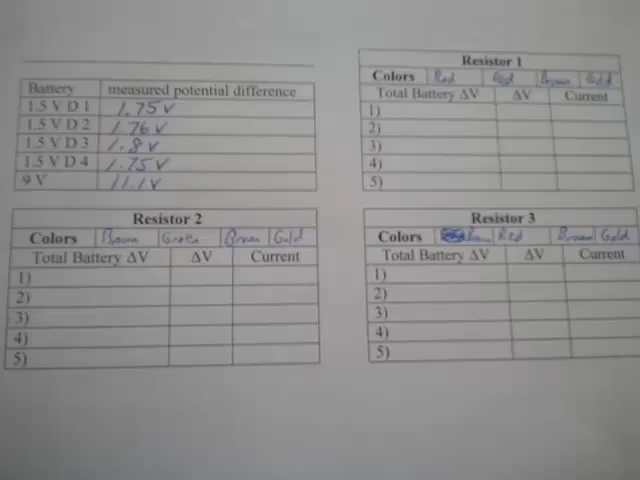 Battery measured potential difference
1.5 V D 1 1.75 V
1.5 V D 2 1.76 V
1.5 V D 3 1.8 V
1.5 V D 4 1.75 V
9 V 11.1 V
Resistor 1
Colors Red Red Brown Gold
Total Battery ΔV ΔV Current
1)
2)
3)
4)
5)
Resistor 2
Colors Brown Green Brown Gold
Total Battery ΔV ΔV Current
1)
2)
3)
4)
5)
Resistor 3
Colors Brown Red Brown Gold
Total Battery ΔV ΔV Current
1)
2)
3)
4)
5)